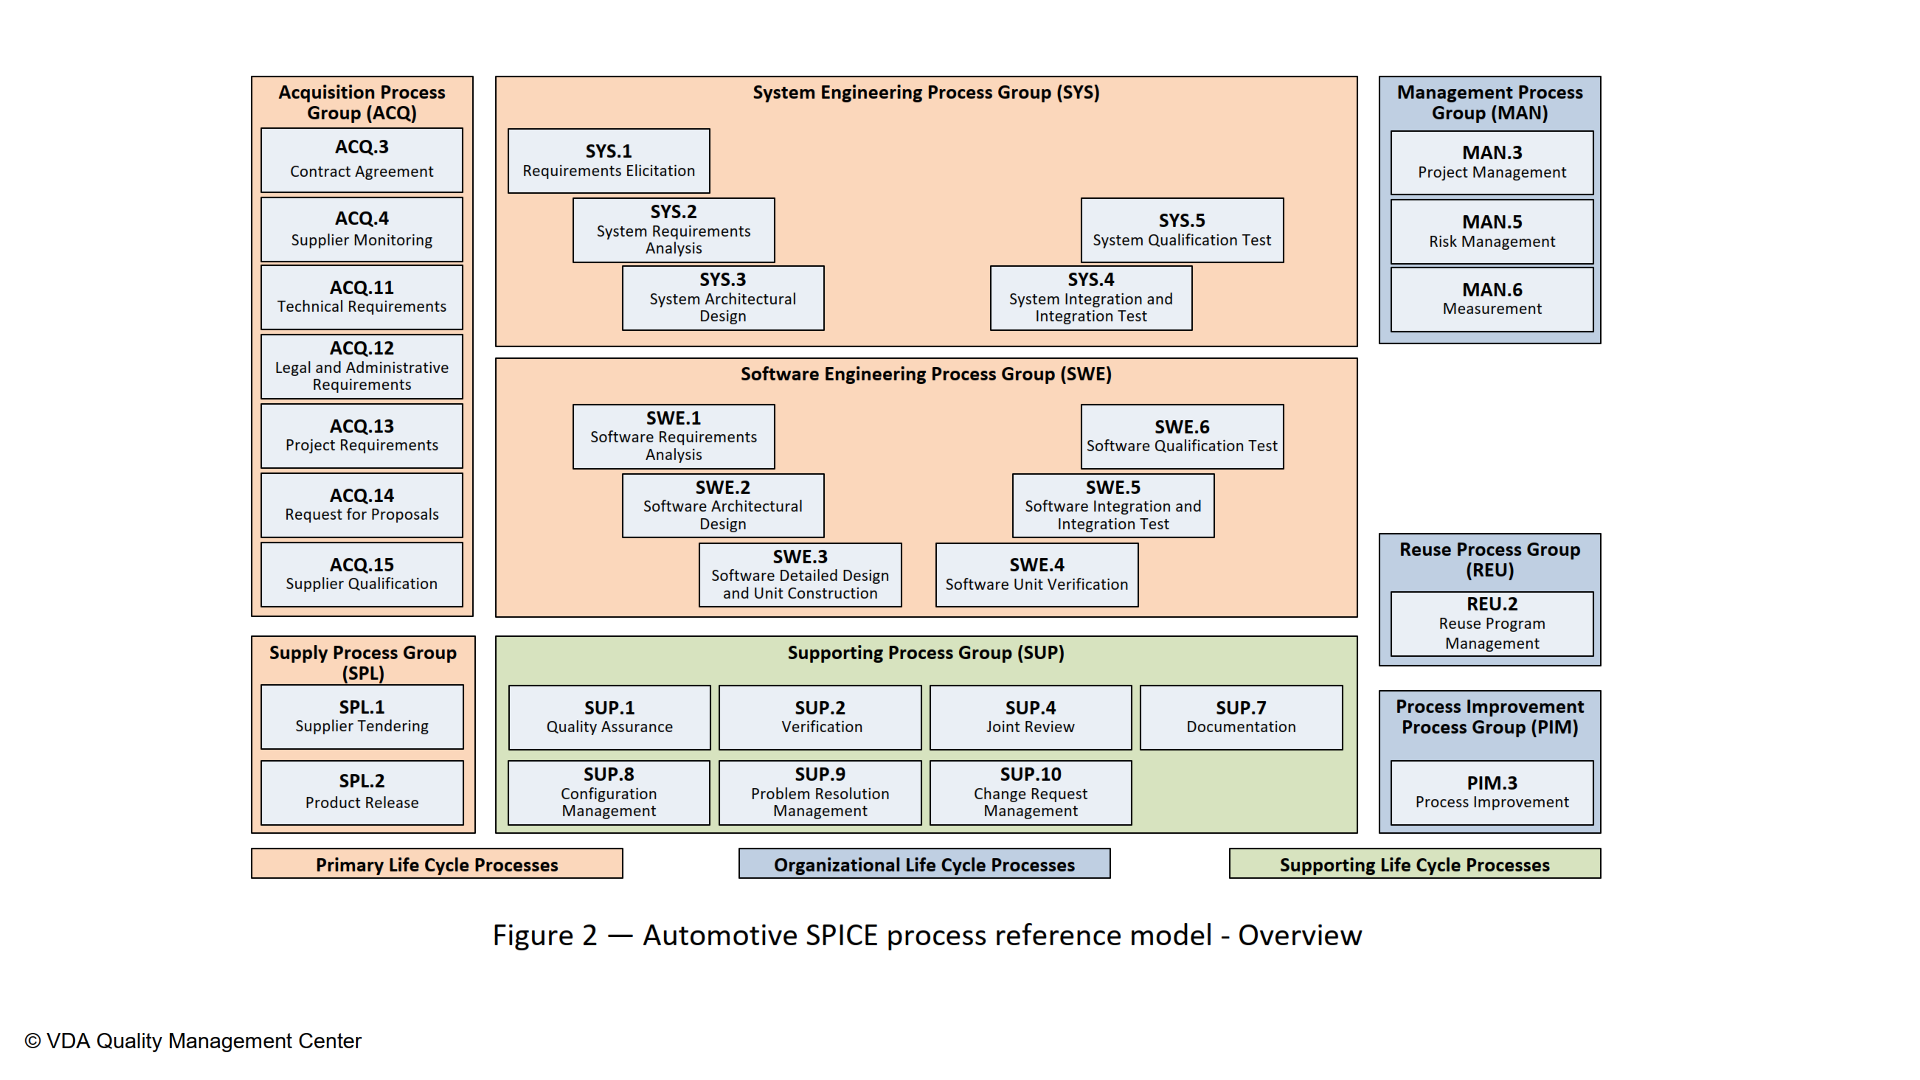 Acquisition Process
Group (ACQ)
ACQ.3
Contract Agreement
ACQ.4
Supplier Monitoring
ACQ.11
Technical Requirements
ACQ.12
Legal and Administrative
Requirements
ACQ.13
Project Requirements
ACQ.14
Request for Proposals
ACQ.15
Supplier Qualification
System Engineering Process Group (SYS)
SYS.1
Requirements Elicitation
SYS.2
System Requirements
Analysis
SYS.3
System Architectural
Design
SYS.5
System Qualification Test
SYS.4
System Integration and
Integration Test
Management Process
Group (MAN)
MAN.3
Project Management
MAN.5
Risk Management
MAN.6
Measurement
Software Engineering Process Group (SWE)
SWE.1
Software Requirements
Analysis
SWE.2
Software Architectural
Design
SWE.3
Software Detailed Design
and Unit Construction
SWE.6
Software Qualification Test
SWE.5
Software Integration and
Integration Test
SWE.4
Software Unit Verification
Reuse Process Group
(REU)
REU.2
Reuse Program
Management
Supply Process Group
(SPL)
SPL.1
Supplier Tendering
SPL.2
Product Release
Supporting Process Group (SUP)
SUP.1
Quality Assurance
SUP.2
Verification
SUP.4
Joint Review
SUP.7
Documentation
SUP.8
Configuration
Management
SUP.9
Problem Resolution
Management
SUP.10
Change Request
Management
Process Improvement
Process Group (PIM)
PIM.3
Process Improvement
Primary Life Cycle Processes
Organizational Life Cycle Processes
Supporting Life Cycle Processes
Figure 2 — Automotive SPICE process reference model - Overview
© VDA Quality Management Center